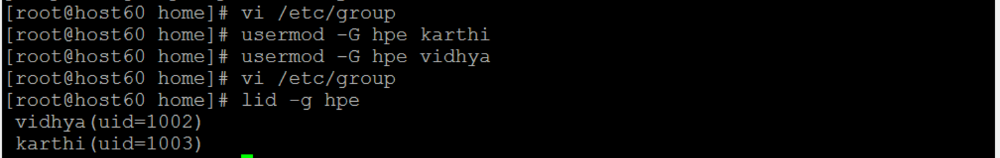 [root@host60 home]# vi /etc/group
[root@host60 home]# usermod -G hpe karthi
[root@host60 home]# usermod -G hpe vidhya
[root@host60 home]# vi /etc/group
[root@host60 home]# lid -g hpe
 vidhya(uid=1002)
 karthi(uid=1003)